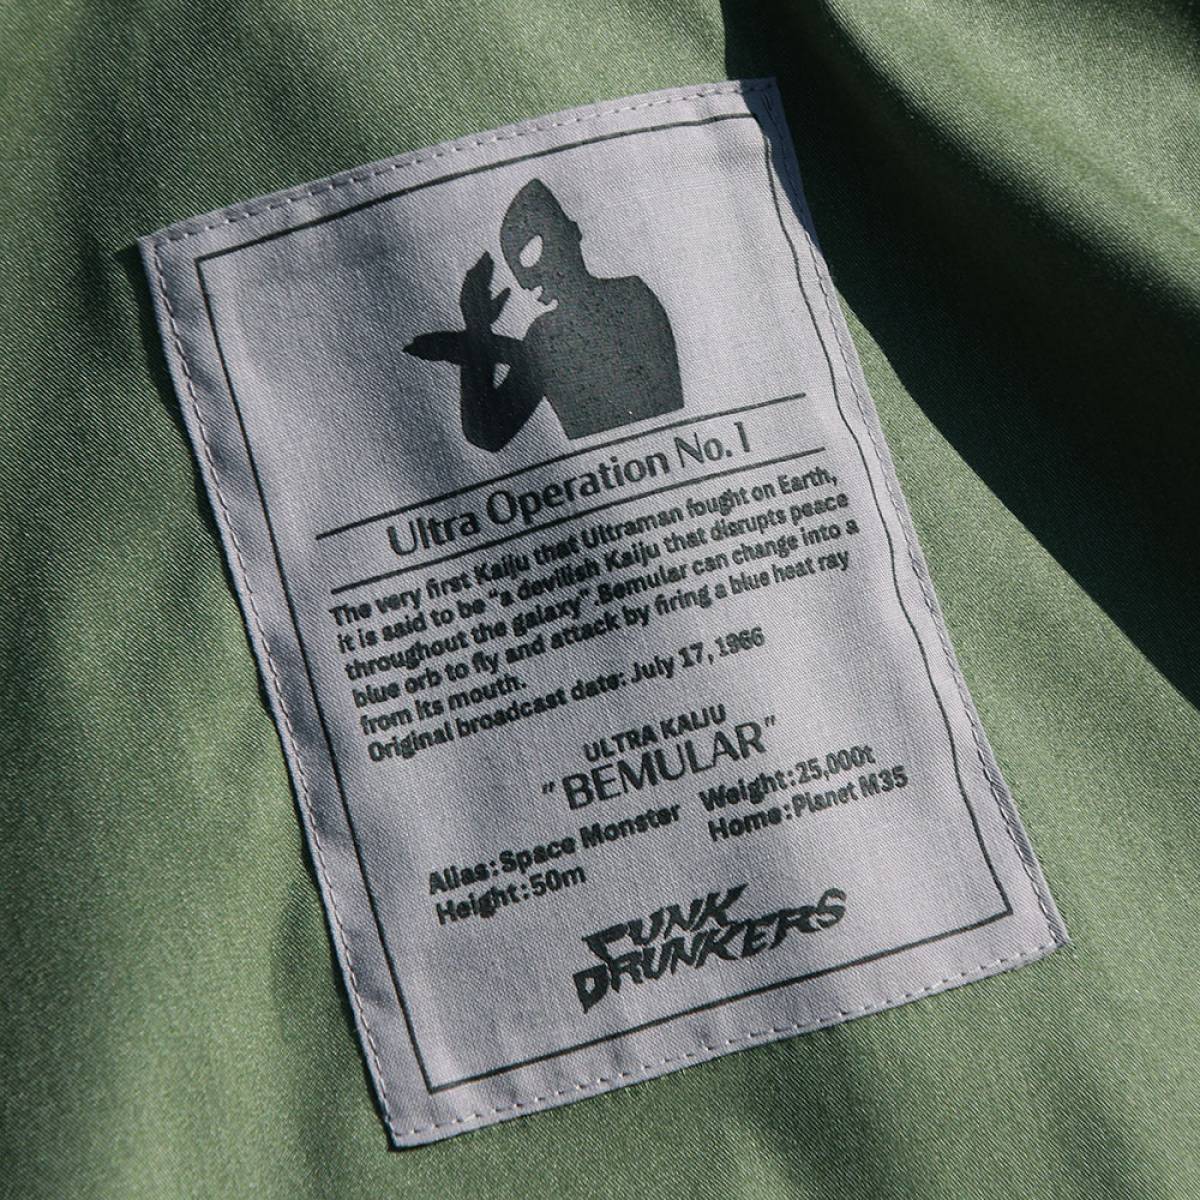 Ultra Operation No.1
The very first Kaiju that Ultraman fought on Earth,
it is said to be "a devilish Kaiju that disrupts peace
throughout the galaxy".Bemular can change into a
blue orb to fly and attack by firing a blue heat ray
from its mouth.
Original broadcast date: July 17, 1966
ULTRA KAIJU
"BEMULAR"
Alias:Space Monster Weight:25,000t
Height:50m Home:Planet M35
PUNK
DRUNKERS